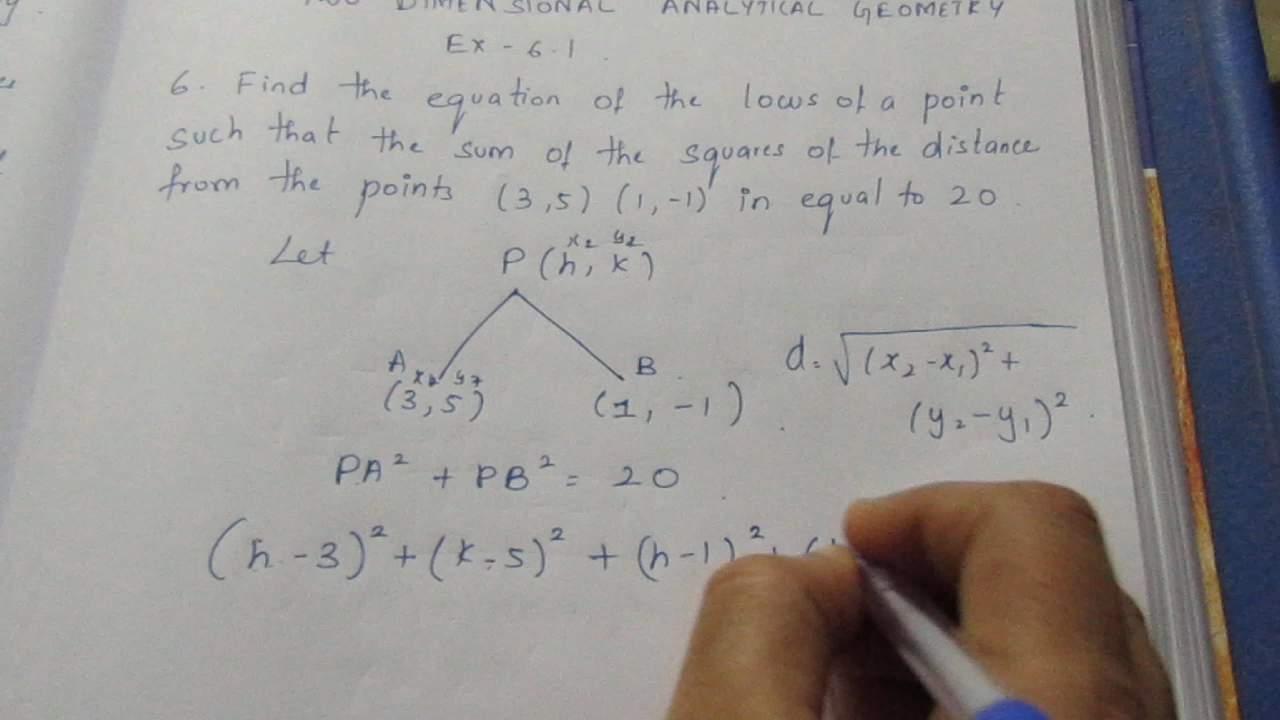 DIMENSIONAL ANALYTICAL GEOMETRY
Ex - 6.1
6. Find the equation of the locus of a point
such that the sum of the squares of the distance
from the points (3,5) (1,-1) in equal to 20.
Let P (h, k)
x₂ y₂
A B
(3,5) (1, -1)
d = √(x₂ - x₁)² +
(y₂ - y₁)²
PA² + PB² = 20
(h - 3)² + (k - 5)² + (h - 1)² + (